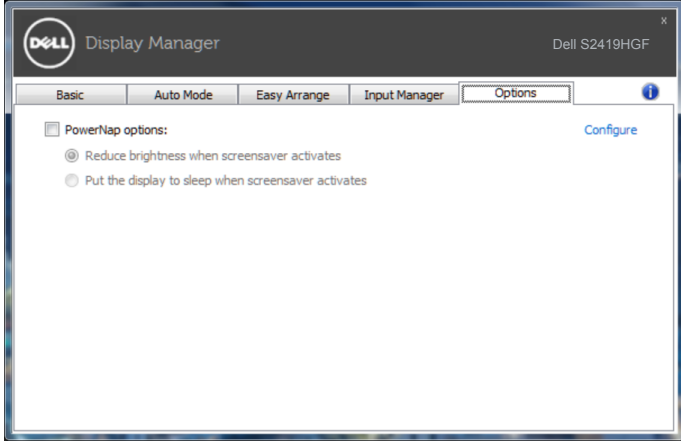 x
DELL Display Manager
Dell S2419HGF
Basic Auto Mode Easy Arrange Input Manager Options i
PowerNap options: Configure
Reduce brightness when screensaver activates
Put the display to sleep when screensaver activates